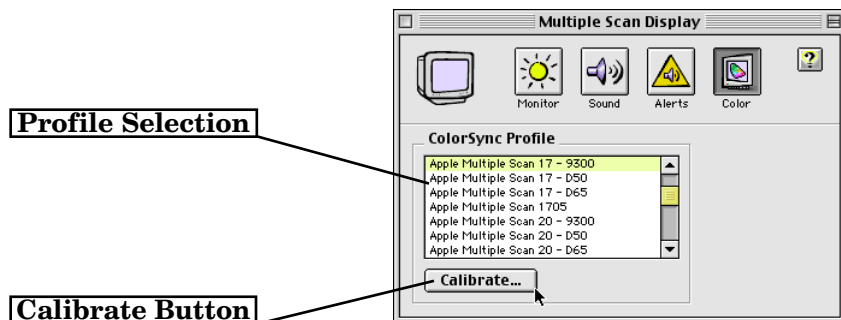 Multiple Scan Display
Monitor
Sound
Alerts
Color
?
Profile Selection
ColorSync Profile
Apple Multiple Scan 17 - 9300
Apple Multiple Scan 17 - D50
Apple Multiple Scan 17 - D65
Apple Multiple Scan 1705
Apple Multiple Scan 20 - 9300
Apple Multiple Scan 20 - D50
Apple Multiple Scan 20 - D65
Calibrate...
Calibrate Button